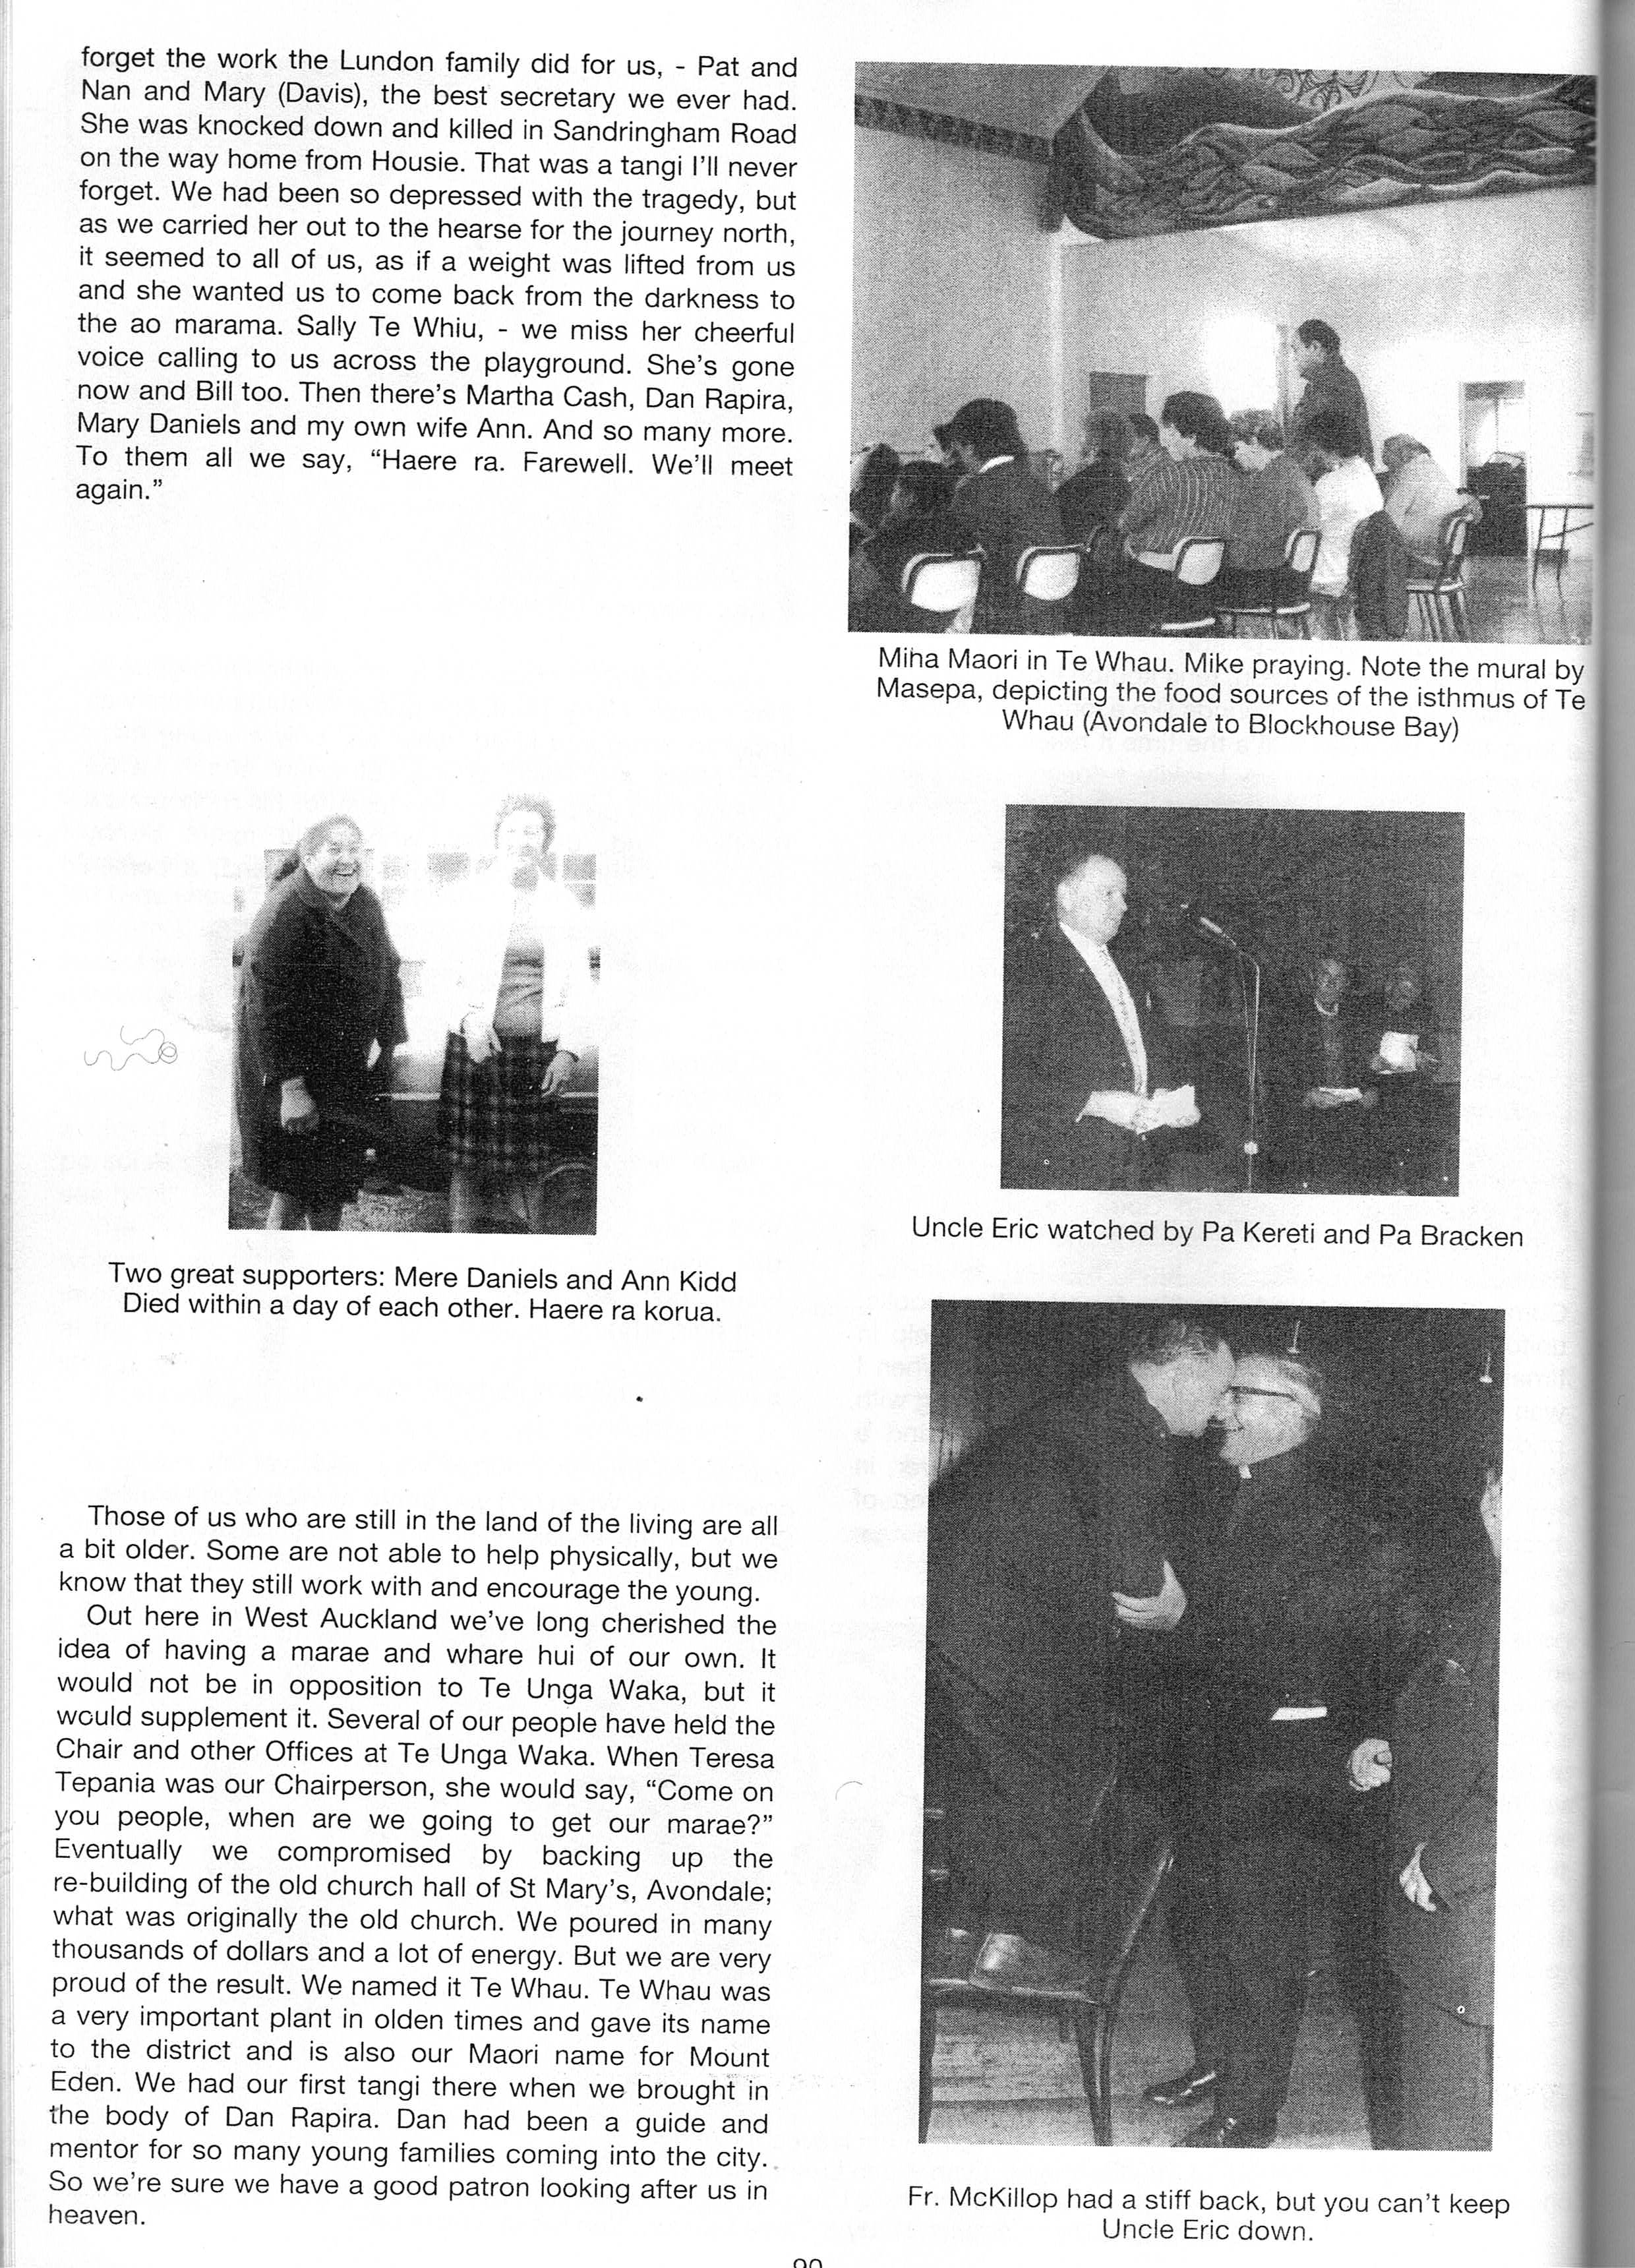 forget the work the Lundon family did for us, - Pat and
Nan and Mary (Davis), the best secretary we ever had.
She was knocked down and killed in Sandringham Road
on the way home from Housie. That was a tangi I'll never
forget. We had been so depressed with the tragedy, but
as we carried her out to the hearse for the journey north,
it seemed to all of us, as if a weight was lifted from us
and she wanted us to come back from the darkness to
the ao marama. Sally Te Whiu, - we miss her cheerful
voice calling to us across the playground. She's gone
now and Bill too. Then there's Martha Cash, Dan Rapira,
Mary Daniels and my own wife Ann. And so many more.
To them all we say, “Haere ra. Farewell. We'll meet
again.”
Two great supporters: Mere Daniels and Ann Kidd
Died within a day of each other. Haere ra korua.
Those of us who are still in the land of the living are all
a bit older. Some are not able to help physically, but we
know that they still work with and encourage the young.
Out here in West Auckland we've long cherished the
idea of having a marae and whare hui of our own. It
would not be in opposition to Te Unga Waka, but it
would supplement it. Several of our people have held the
Chair and other Offices at Te Unga Waka. When Teresa
Tepania was our Chairperson, she would say, “Come on
you people, when are we going to get our marae?”
Eventually we compromised by backing up the
re-building of the old church hall of St Mary's, Avondale;
what was originally the old church. We poured in many
thousands of dollars and a lot of energy. But we are very
proud of the result. We named it Te Whau. Te Whau was
a very important plant in olden times and gave its name
to the district and is also our Maori name for Mount
Eden. We had our first tangi there when we brought in
the body of Dan Rapira. Dan had been a guide and
mentor for so many young families coming into the city.
So we're sure we have a good patron looking after us in
heaven.
Miha Maori in Te Whau. Mike praying. Note the mural by
Masepa, depicting the food sources of the isthmus of Te
Whau (Avondale to Blockhouse Bay)
Uncle Eric watched by Pa Kereti and Pa Bracken
Fr. McKillop had a stiff back, but you can't keep
Uncle Eric down.